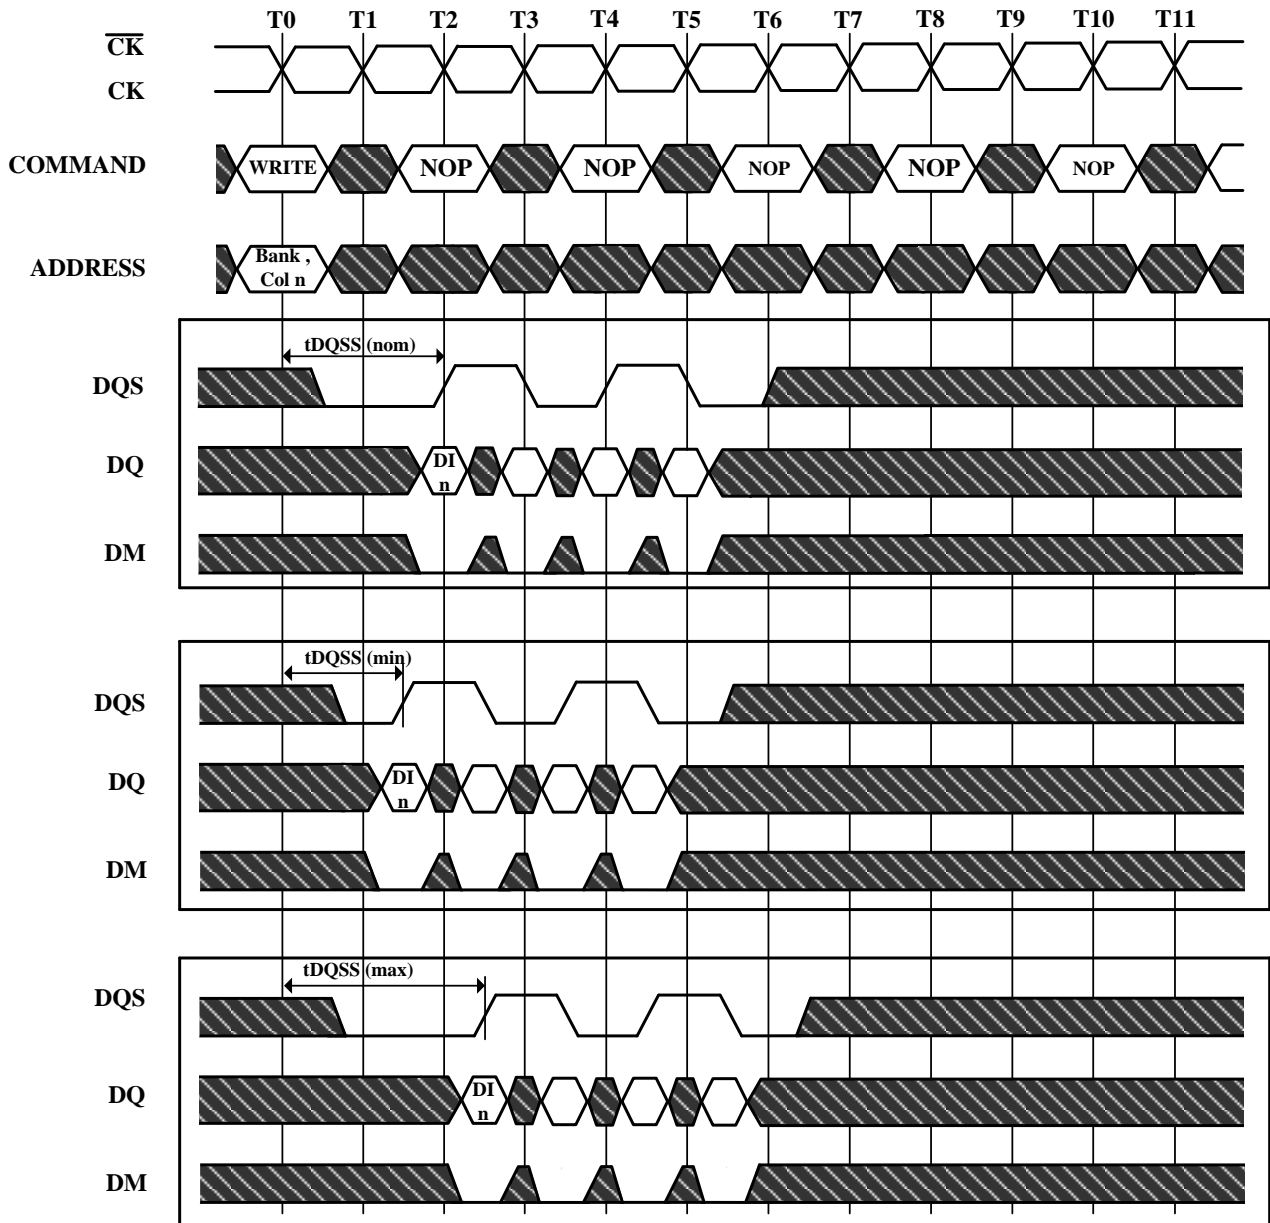 T0 T1 T2 T3 T4 T5 T6 T7 T8 T9 T10 T11
CK
CK
COMMAND WRITE NOP NOP NOP NOP NOP
ADDRESS Bank ,
Col n
tDQSS (nom)
DQS
DQ DI
n
DM
tDQSS (min)
DQS
DQ DI
n
DM
tDQSS (max)
DQS
DQ DI
n
DM